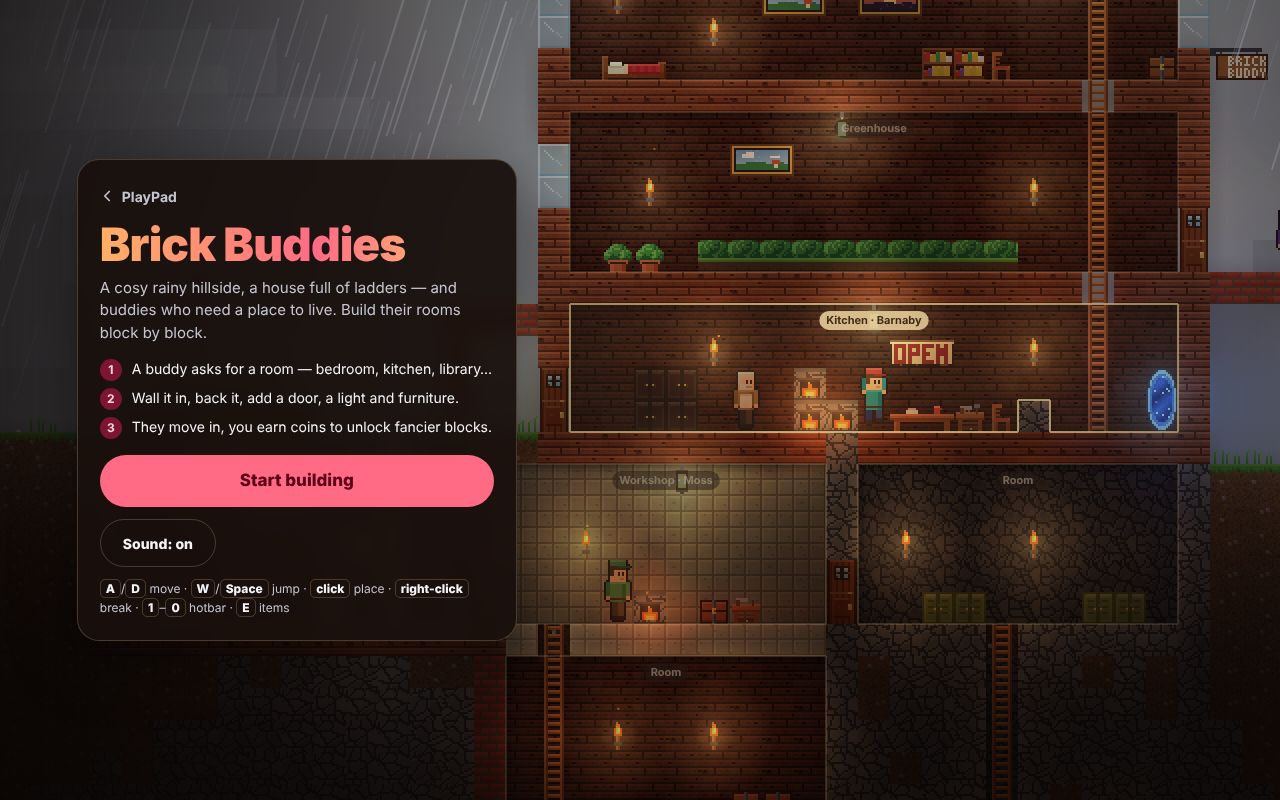 BRICK
BUDDY
Greenhouse
PlayPad
Brick Buddies
A cosy rainy hillside, a house full of ladders — and
buddies who need a place to live. Build their rooms
block by block.
1 A buddy asks for a room — bedroom, kitchen, library...
2 Wall it in, back it, add a door, a light and furniture.
3 They move in, you earn coins to unlock fancier blocks.
Start building
Sound: on
A / D move · W / Space jump · click place · right-click
break · 1 – 0 hotbar · E items
Kitchen · Barnaby
OPEN
Workshop · Moss
Room
Room